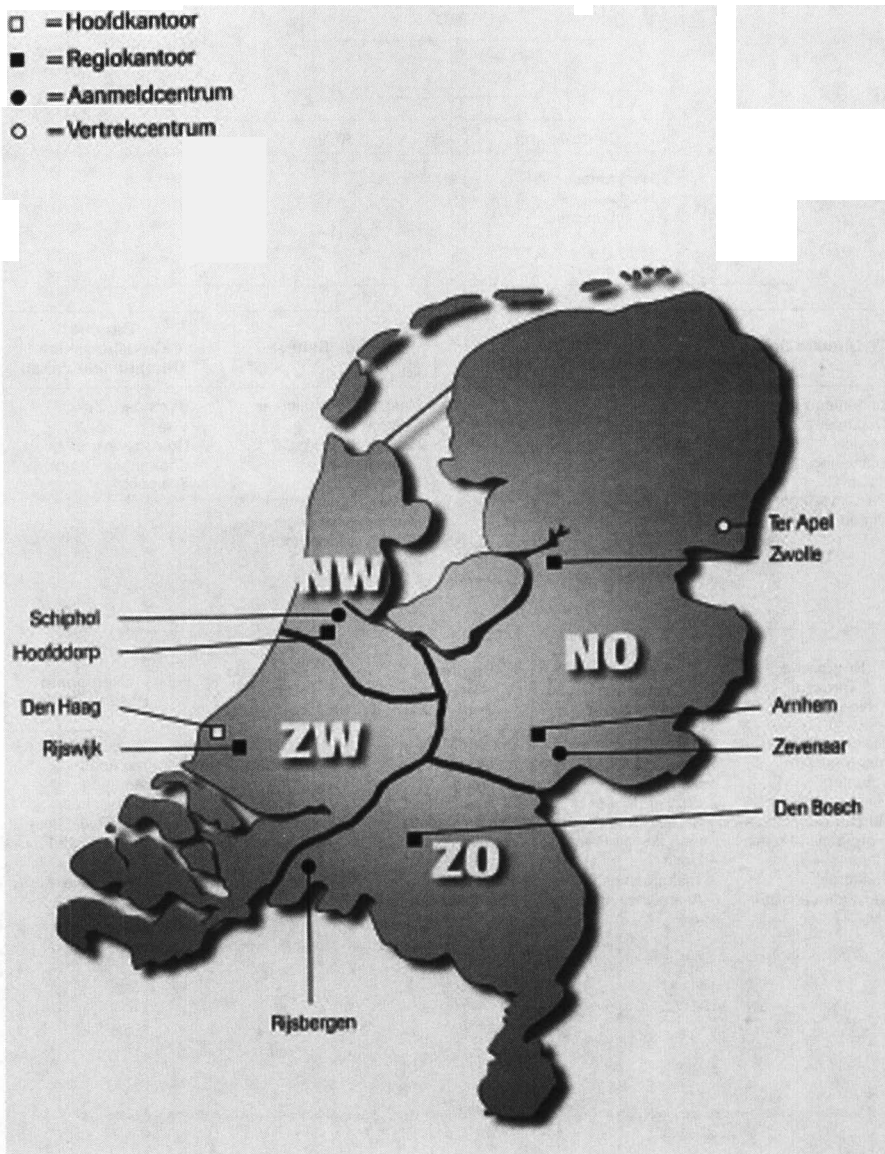 = Hoofdkantoor
= Regiokantoor
= Aanmeldcentrum
= Vertrekcentrum
Ter Apel
Zwolle
NW
Schiphol
Hoofddorp
NO
Den Haag
Arnhem
Rijswijk
ZW
Zevenaar
Den Bosch
ZO
Rijsbergen